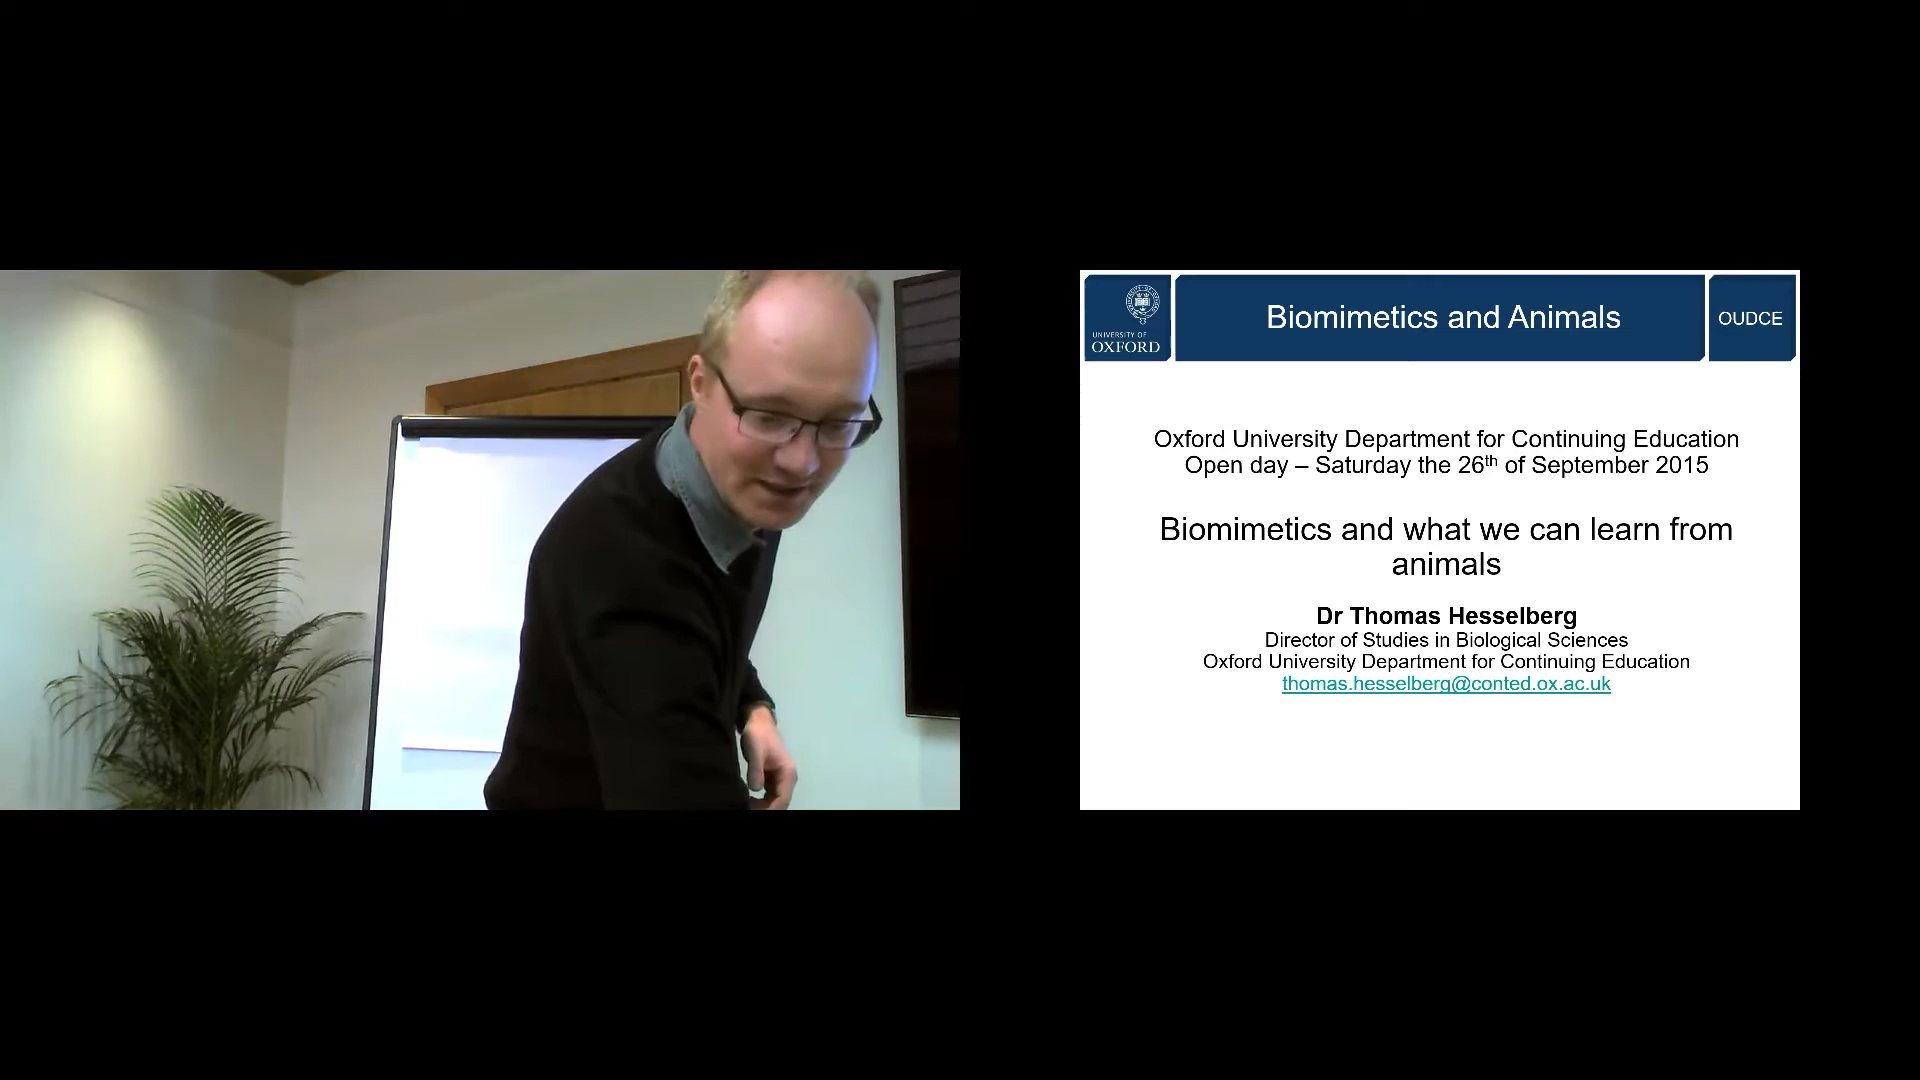 UNIVERSITY OF
OXFORD
Biomimetics and Animals
OUDCE
Oxford University Department for Continuing Education
Open day – Saturday the 26th of September 2015
Biomimetics and what we can learn from
animals
Dr Thomas Hesselberg
Director of Studies in Biological Sciences
Oxford University Department for Continuing Education
thomas.hesselberg@conted.ox.ac.uk